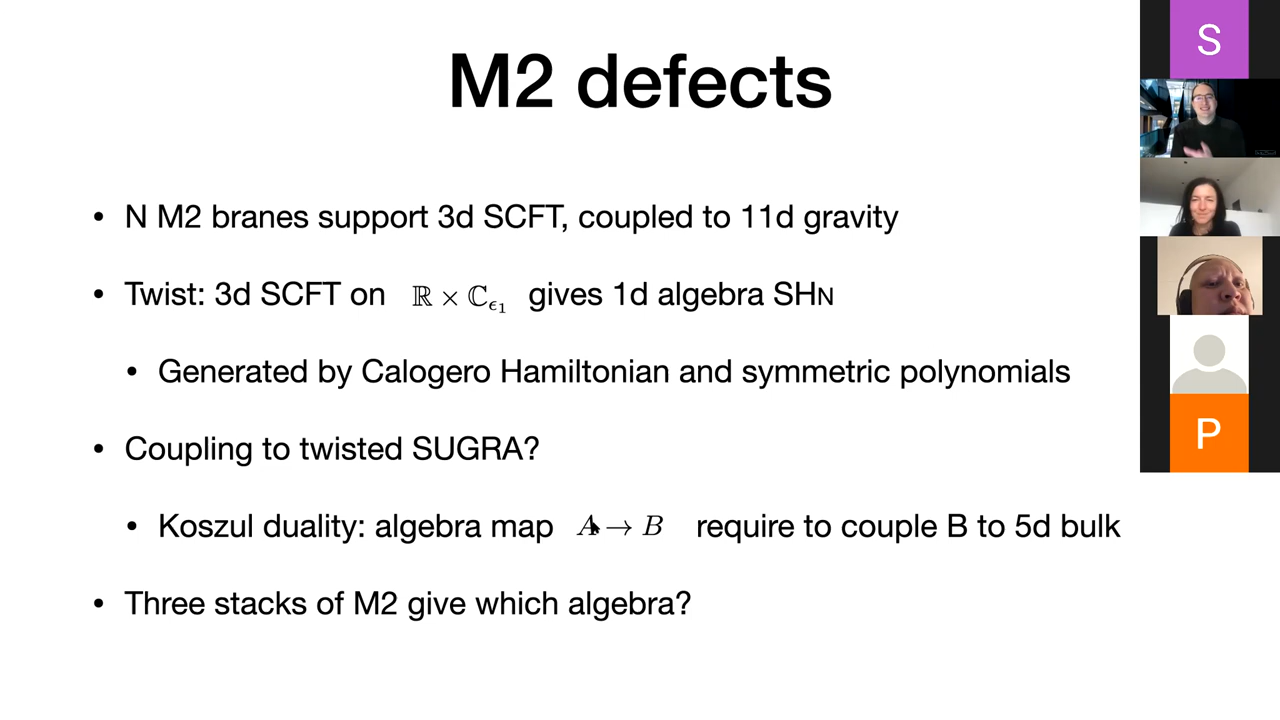 M2 defects
• N M2 branes support 3d SCFT, coupled to 11d gravity
• Twist: 3d SCFT on ℝ × ℂ_{ϵ₁} gives 1d algebra SHN
• Generated by Calogero Hamiltonian and symmetric polynomials
• Coupling to twisted SUGRA?
• Koszul duality: algebra map A → B require to couple B to 5d bulk
• Three stacks of M2 give which algebra?
S
P